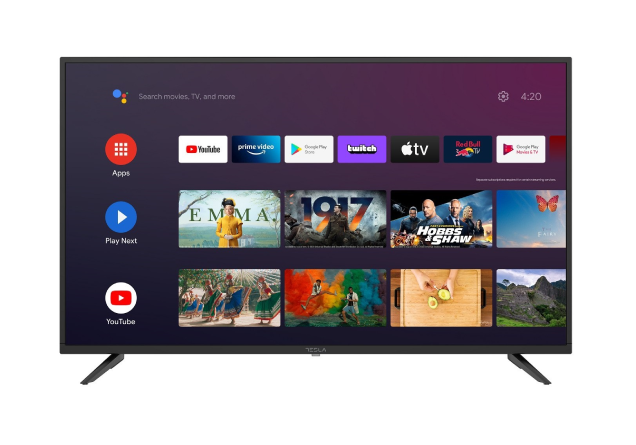 Search movies, TV, and more
4:20
Apps
YouTube
prime video
Google Play
Store
twitch
tv
Red Bull
TV
Google Play
Movies & TV
Play Next
EMMA.
1917
HOBBS
& SHAW
YouTube
TESLA